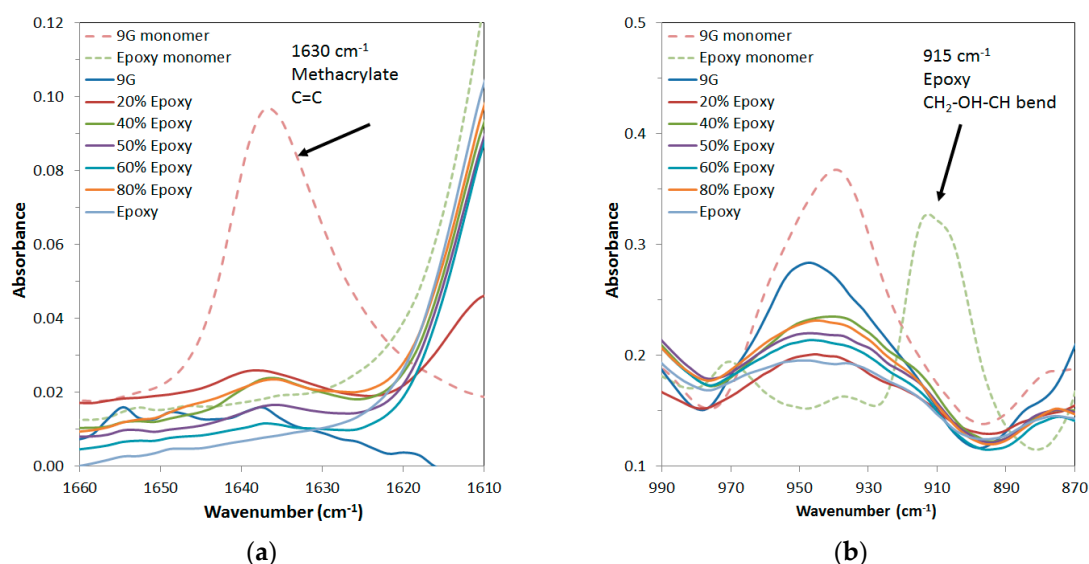 (a)
0.12
0.10
0.08
0.06
0.04
0.02
0.00
Absorbance
1660
1650
1640
1630
1620
1610
Wavenumber (cm⁻¹)
9G monomer
Epoxy monomer
9G
20% Epoxy
40% Epoxy
50% Epoxy
60% Epoxy
80% Epoxy
Epoxy
1630 cm⁻¹
Methacrylate
C=C
(a)
(b)
0.5
0.4
0.3
0.2
0.1
Absorbance
990
970
950
930
910
890
870
Wavenumber (cm⁻¹)
9G monomer
Epoxy monomer
9G
20% Epoxy
40% Epoxy
50% Epoxy
60% Epoxy
80% Epoxy
Epoxy
915 cm⁻¹
Epoxy
CH₂-OH-CH bend
(b)